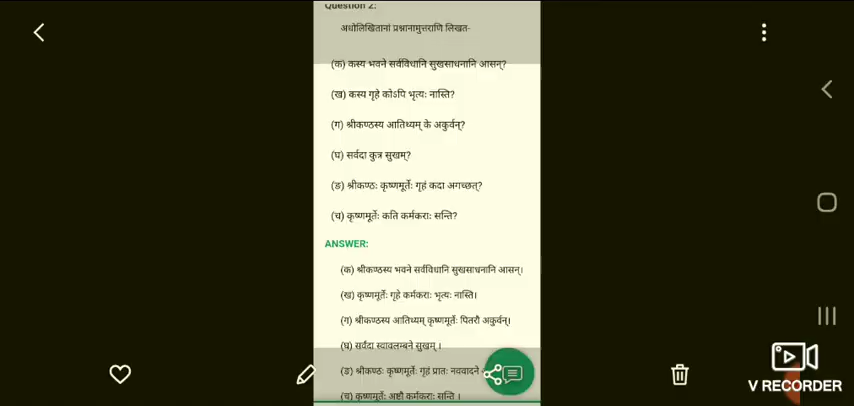 Question 2:
अधोलिखितानां प्रश्नानामुत्तराणि लिखत-
(क) कस्य भवने सर्वविधानि सुखसाधनानि आसन्?
(ख) कस्य गृहे कोऽपि भृत्यः नास्ति?
(ग) श्रीकण्ठस्य आतिथ्यम् के अकुर्वन्?
(घ) सर्वदा कुत्र सुखम्?
(ङ) श्रीकण्ठः कृष्णमूर्तेः गृहं कदा अगच्छत्?
(च) कृष्णमूर्तेः कति कर्मकराः सन्ति?
ANSWER:
(क) श्रीकण्ठस्य भवने सर्वविधानि सुखसाधनानि आसन्।
(ख) कृष्णमूर्तेः गृहे कर्मकराः भृत्यः नास्ति।
(ग) श्रीकण्ठस्य आतिथ्यम् कृष्णमूर्तेः पितरौ अकुर्वन्।
(घ) सर्वदा स्वावलम्बने सुखम् ।
(ङ) श्रीकण्ठः कृष्णमूर्तेः गृहं प्रातः नववादने
(च) कृष्णमूर्तेः अष्टौ कर्मकराः सन्ति ।
V RECORDER